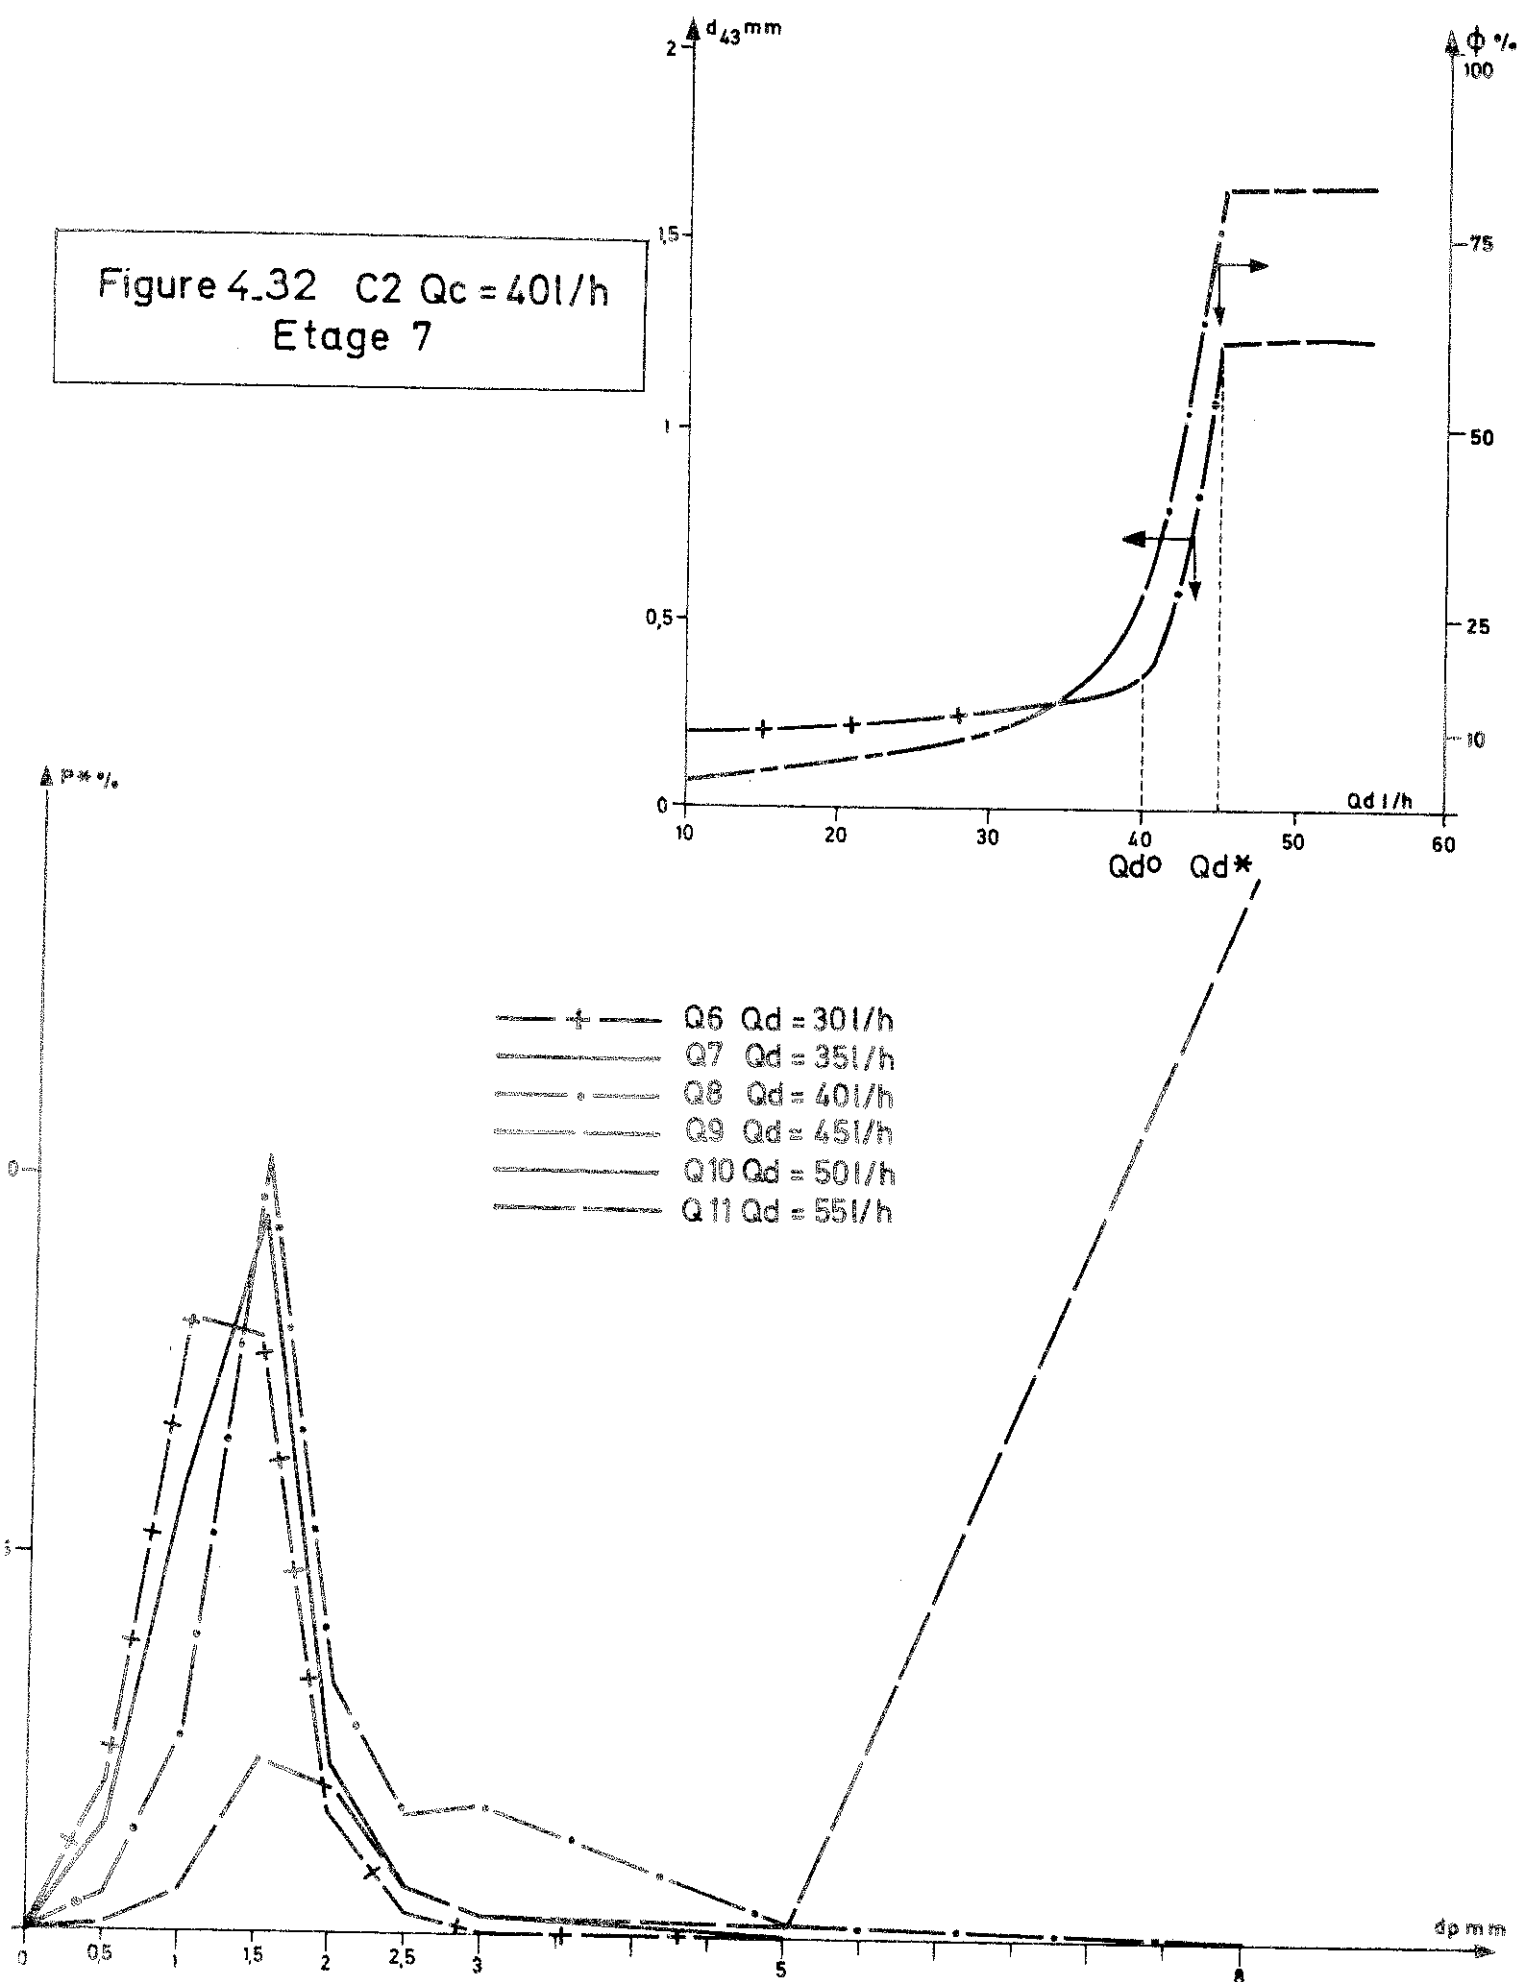 d43 mm
Φ %
2
100
1,5
75
Figure 4.32 C2 Qc = 40 l/h
Etage 7
1
50
0,5
25
10
0
Qd l/h
10 20 30 40 50 60
Qd° Qd*
P* %
Q6 Qd = 30 l/h
Q7 Qd = 35 l/h
Q8 Qd = 40 l/h
Q9 Qd = 45 l/h
Q10 Qd = 50 l/h
Q11 Qd = 55 l/h
0
dp mm
0 0,5 1 1,5 2 2,5 3 5 8